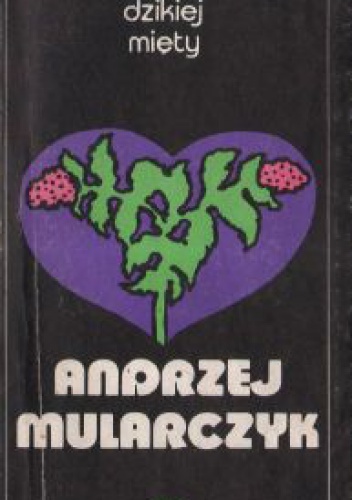 dzikiej
mięty
ANDRZEJ
MULARCZYK